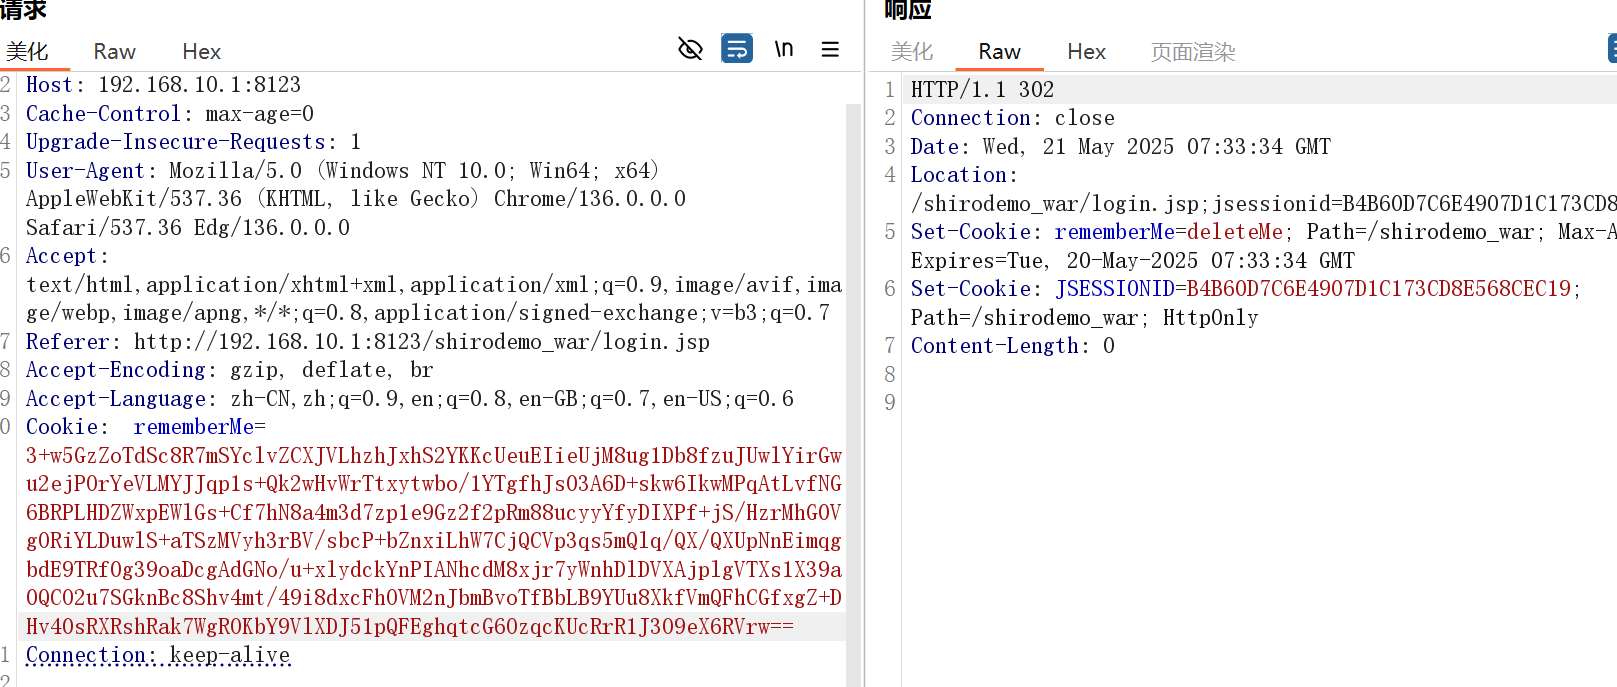 请求
美化 Raw Hex \n
2 Host: 192.168.10.1:8123
3 Cache-Control: max-age=0
4 Upgrade-Insecure-Requests: 1
5 User-Agent: Mozilla/5.0 (Windows NT 10.0; Win64; x64)
AppleWebKit/537.36 (KHTML, like Gecko) Chrome/136.0.0.0
Safari/537.36 Edg/136.0.0.0
6 Accept:
text/html,application/xhtml+xml,application/xml;q=0.9,image/avif,ima
ge/webp,image/apng,*/*;q=0.8,application/signed-exchange;v=b3;q=0.7
7 Referer: http://192.168.10.1:8123/shirodemo_war/login.jsp
8 Accept-Encoding: gzip, deflate, br
9 Accept-Language: zh-CN,zh;q=0.9,en;q=0.8,en-GB;q=0.7,en-US;q=0.6
0 Cookie: rememberMe=
3+w5GzZoTdSc8R7mSYclvZCXJVLhzhJxhS2YKKcUeuEIieUjM8ug1Db8fzuJUwlYirGw
u2ejP0rYeVLMYJJqp1s+Qk2wHvWrTtxytwbo/1YTgfhJsO3A6D+skw6IkwMPqAtLvfNG
6BRPLHDZWxpEWlGs+Cf7hN8a4m3d7zp1e9Gz2f2pRm88ucyyYfyDIXPf+jS/HzrMhGOV
gORiYLDuwlS+aTSzMVyh3rBV/sbcP+bZnxiLhW7CjQCVp3qs5mQlq/QX/QXUpNnEimqg
bdE9TRf0g39oaDcgAdGNo/u+xlydckYnPIANhcdM8xjr7yWnhDlDVXAjplgVTXs1X39a
OQCO2u7SGknBc8Shv4mt/49i8dxcFhOVM2nJbmBvoTfBbLB9YUu8XkfVmQFhCGfxgZ+D
Hv4OsRXRshRak7WgROKbY9VlXDJ51pQFEghqtcG6OzqcKUcRrR1J3O9eX6RVrw==
1 Connection: keep-alive
2
响应
美化 Raw Hex 页面渲染
1 HTTP/1.1 302
2 Connection: close
3 Date: Wed, 21 May 2025 07:33:34 GMT
4 Location:
/shirodemo_war/login.jsp;jsessionid=B4B60D7C6E4907D1C173CD8
5 Set-Cookie: rememberMe=deleteMe; Path=/shirodemo_war; Max-A
Expires=Tue, 20-May-2025 07:33:34 GMT
6 Set-Cookie: JSESSIONID=B4B60D7C6E4907D1C173CD8E568CEC19;
Path=/shirodemo_war; HttpOnly
7 Content-Length: 0
8
9